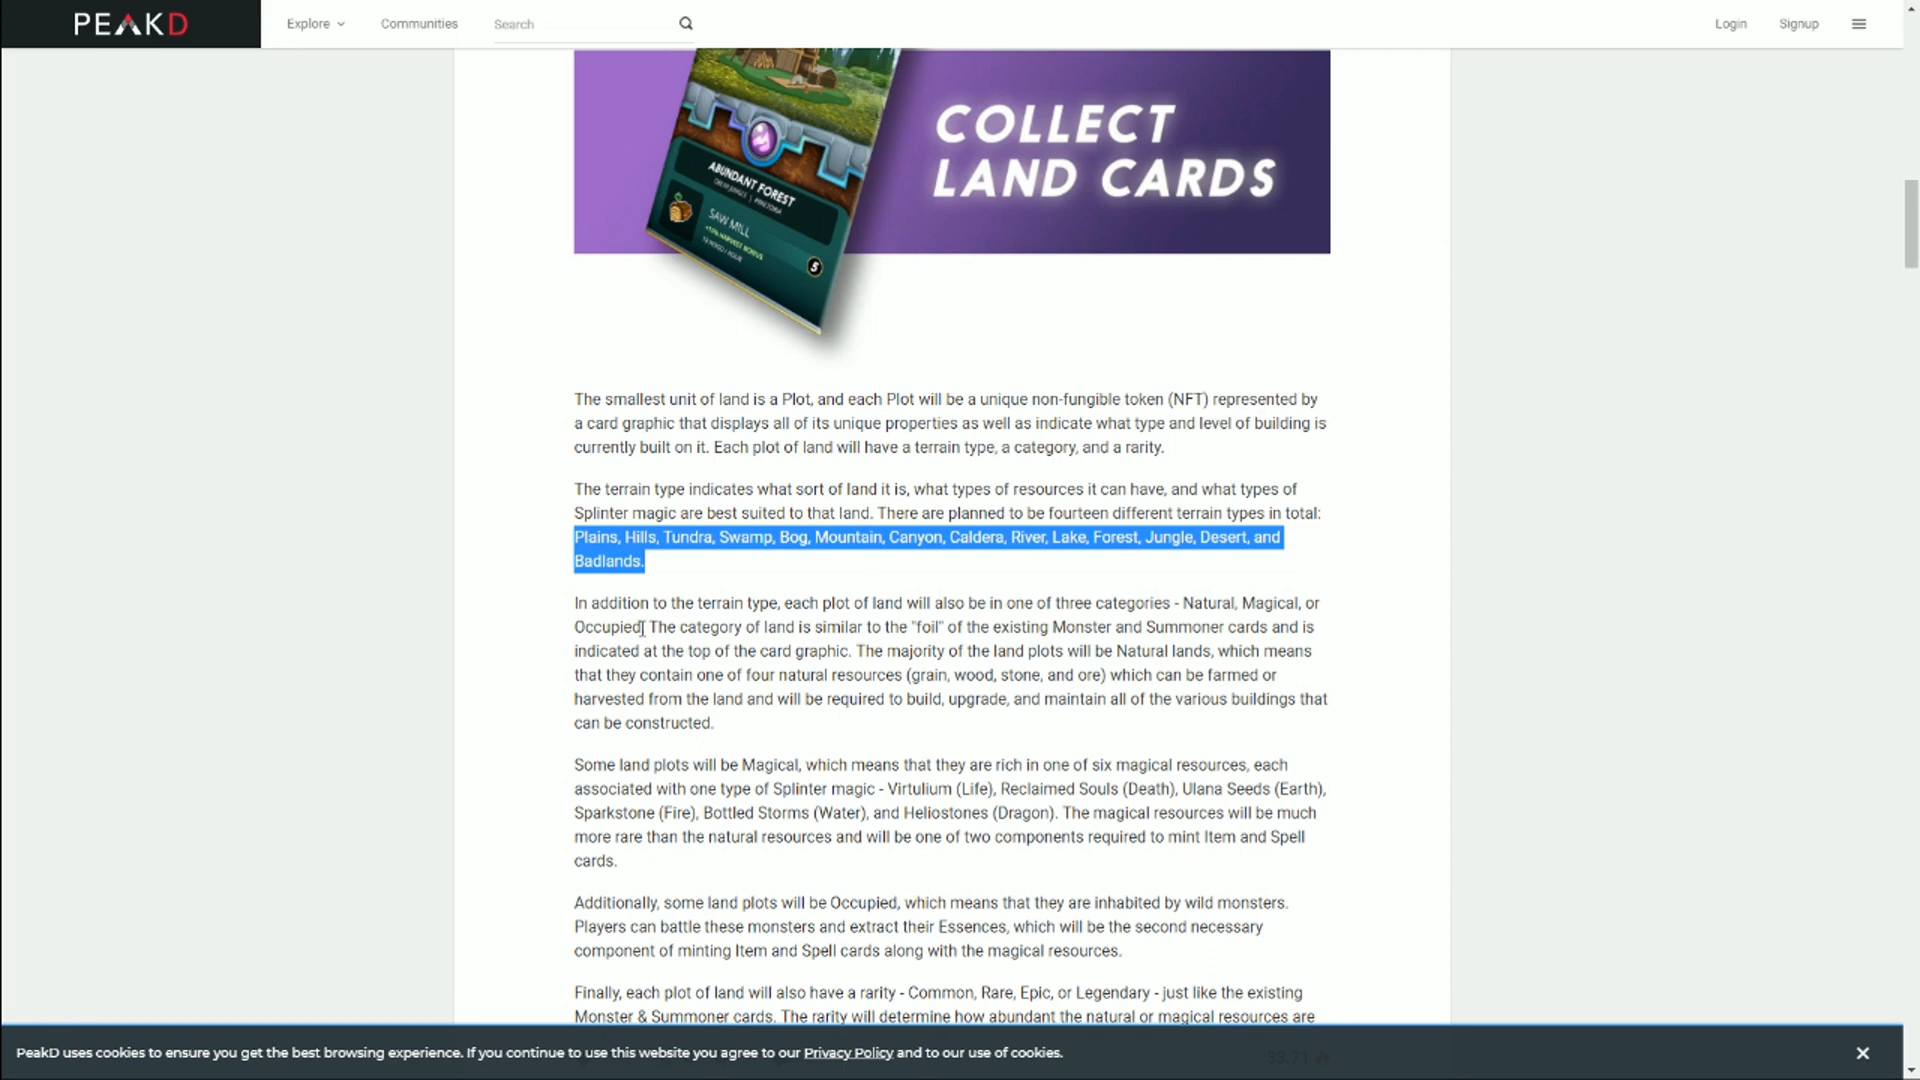 PEAKD
Explore
Communities
Search
Login
Signup
COLLECT
LAND CARDS
ABUNDANT FOREST
SAW MILL
5
The smallest unit of land is a Plot, and each Plot will be a unique non-fungible token (NFT) represented by
a card graphic that displays all of its unique properties as well as indicate what type and level of building is
currently built on it. Each plot of land will have a terrain type, a category, and a rarity.
The terrain type indicates what sort of land it is, what types of resources it can have, and what types of
Splinter magic are best suited to that land. There are planned to be fourteen different terrain types in total:
Plains, Hills, Tundra, Swamp, Bog, Mountain, Canyon, Caldera, River, Lake, Forest, Jungle, Desert, and
Badlands.
In addition to the terrain type, each plot of land will also be in one of three categories - Natural, Magical, or
Occupied. The category of land is similar to the "foil" of the existing Monster and Summoner cards and is
indicated at the top of the card graphic. The majority of the land plots will be Natural lands, which means
that they contain one of four natural resources (grain, wood, stone, and ore) which can be farmed or
harvested from the land and will be required to build, upgrade, and maintain all of the various buildings that
can be constructed.
Some land plots will be Magical, which means that they are rich in one of six magical resources, each
associated with one type of Splinter magic - Virtulium (Life), Reclaimed Souls (Death), Ulana Seeds (Earth),
Sparkstone (Fire), Bottled Storms (Water), and Heliostones (Dragon). The magical resources will be much
more rare than the natural resources and will be one of two components required to mint Item and Spell
cards.
Additionally, some land plots will be Occupied, which means that they are inhabited by wild monsters.
Players can battle these monsters and extract their Essences, which will be the second necessary
component of minting Item and Spell cards along with the magical resources.
Finally, each plot of land will also have a rarity - Common, Rare, Epic, or Legendary - just like the existing
Monster & Summoner cards. The rarity will determine how abundant the natural or magical resources are
PeakD uses cookies to ensure you get the best browsing experience. If you continue to use this website you agree to our Privacy Policy and to our use of cookies.